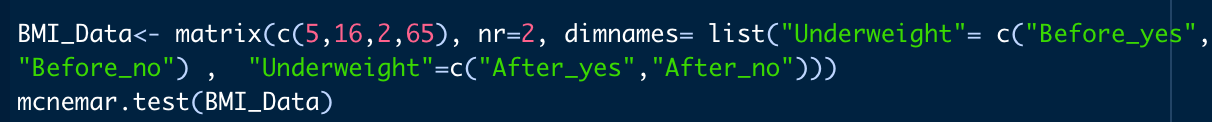 BMI_Data<- matrix(c(5,16,2,65), nr=2, dimnames= list("Underweight"= c("Before_yes",
"Before_no") ,  "Underweight"=c("After_yes","After_no")))
mcnemar.test(BMI_Data)